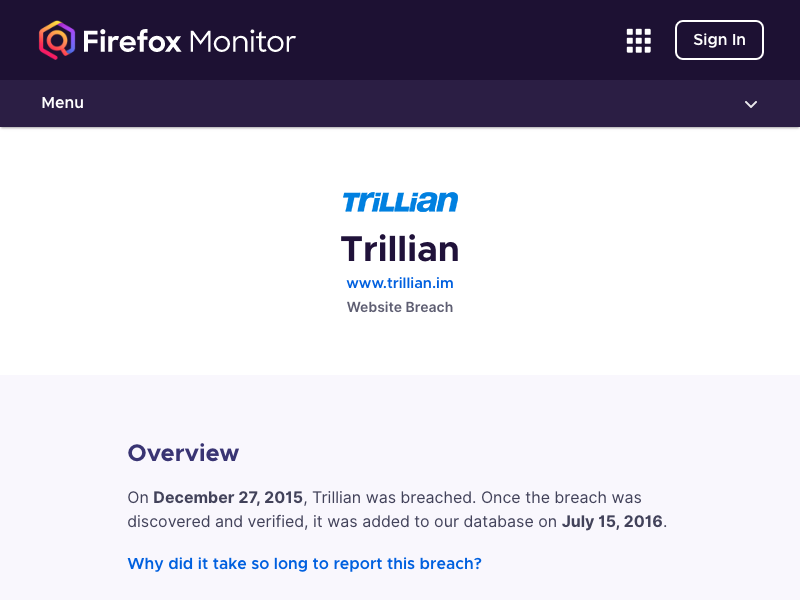 Firefox Monitor
Sign In
Menu
TRiLLian
Trillian
www.trillian.im
Website Breach
Overview
On December 27, 2015, Trillian was breached. Once the breach was
discovered and verified, it was added to our database on July 15, 2016.
Why did it take so long to report this breach?